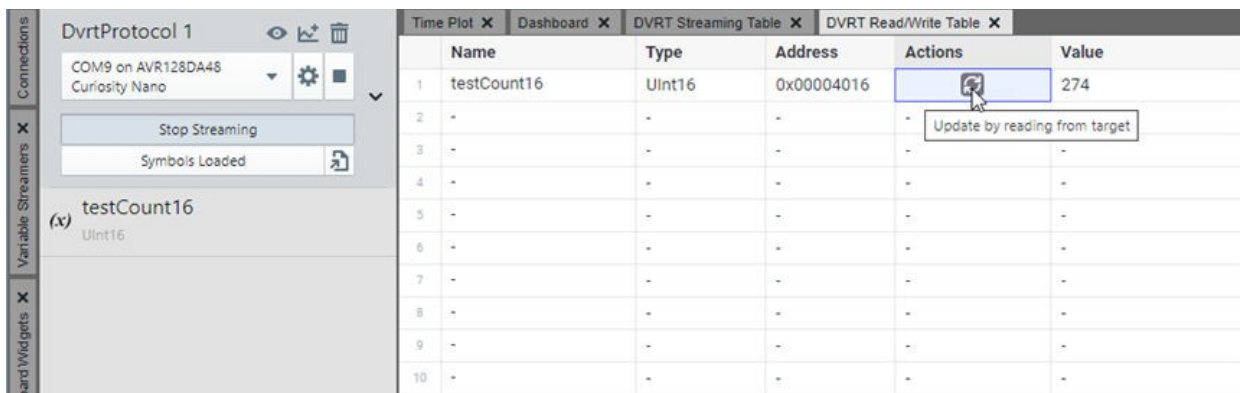 Connections
Variable Streamers
ard Widgets
DvrtProtocol 1
COM9 on AVR128DA48
Curiosity Nano
Stop Streaming
Symbols Loaded
(x) testCount16
UInt16
Time Plot X Dashboard X DVRT Streaming Table X DVRT Read/Write Table X
Name Type Address Actions Value
1 testCount16 UInt16 0x00004016 274
2 - - - - 
Update by reading from target
3 - - - - -
4 - - - - -
5 - - - - -
6 - - - - -
7 - - - - -
8 - - - - -
9 - - - - -
10 - - - - -